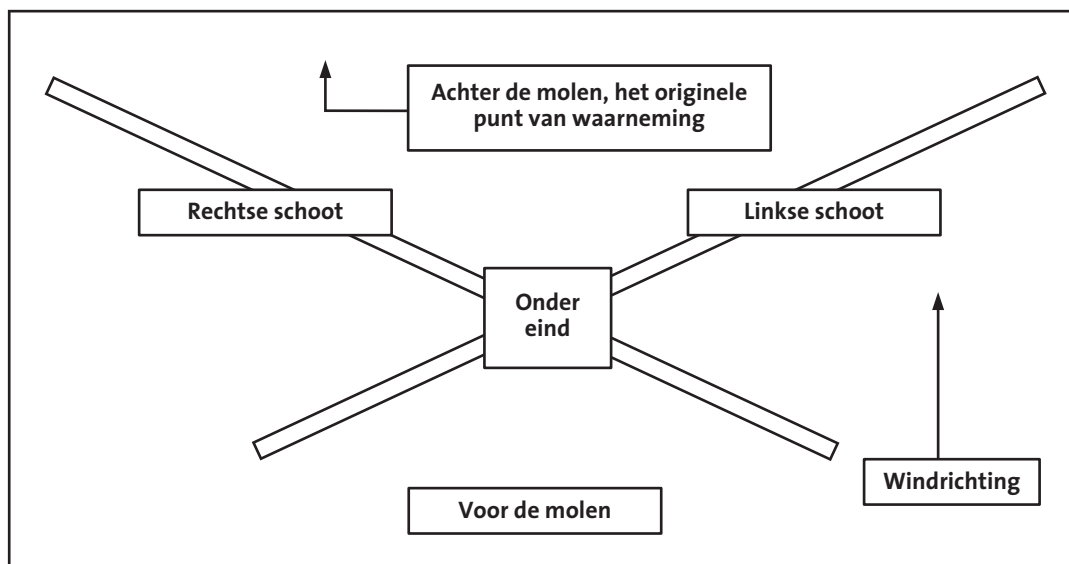 Achter de molen, het originele
punt van waarneming
Rechtse schoot
Linkse schoot
Onder
eind
Windrichting
Voor de molen